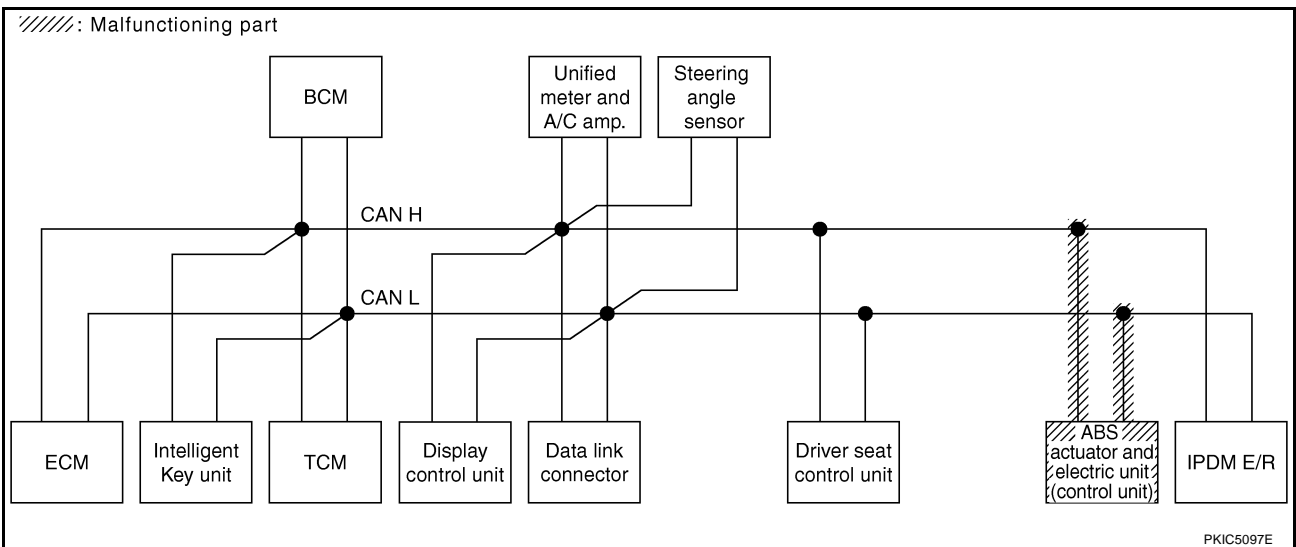 : Malfunctioning part
BCM
Unified
meter and
A/C amp.
Steering
angle
sensor
CAN H
CAN L
ECM
Intelligent
Key unit
TCM
Display
control unit
Data link
connector
Driver seat
control unit
ABS
actuator and
electric unit
(control unit)
IPDM E/R
PKIC5097E